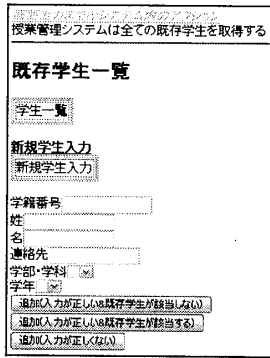 授業管理システムは全ての既存学生を取得する
既存学生一覧
学生一覧
新規学生入力
新規学生入力
学籍番号
姓
名
連絡先
学部・学科
学年
追加(入力が正しい&既存学生が該当しない)
追加(入力が正しい&既存学生が該当する)
追加(入力が正しくない)